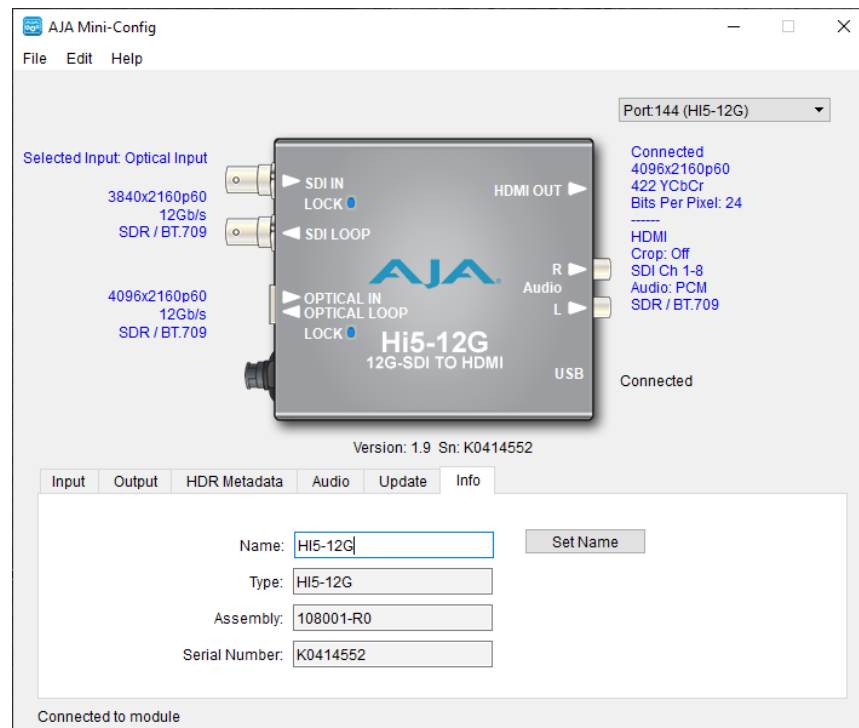 AJA Mini-Config
File Edit Help
Port:144 (HI5-12G)
Selected Input: Optical Input
3840x2160p60
12Gb/s
SDR / BT.709
4096x2160p60
12Gb/s
SDR / BT.709
SDI IN
LOCK
SDI LOOP
OPTICAL IN
OPTICAL LOOP
LOCK
HDMI OUT
AJA
R
Audio
L
Hi5-12G
12G-SDI TO HDMI
USB
Connected
4096x2160p60
422 YCbCr
Bits Per Pixel: 24
------
HDMI
Crop: Off
SDI Ch 1-8
Audio: PCM
SDR / BT.709
Connected
Version: 1.9 Sn: K0414552
Input Output HDR Metadata Audio Update Info
Name: HI5-12G Set Name
Type: HI5-12G
Assembly: 108001-R0
Serial Number: K0414552
Connected to module